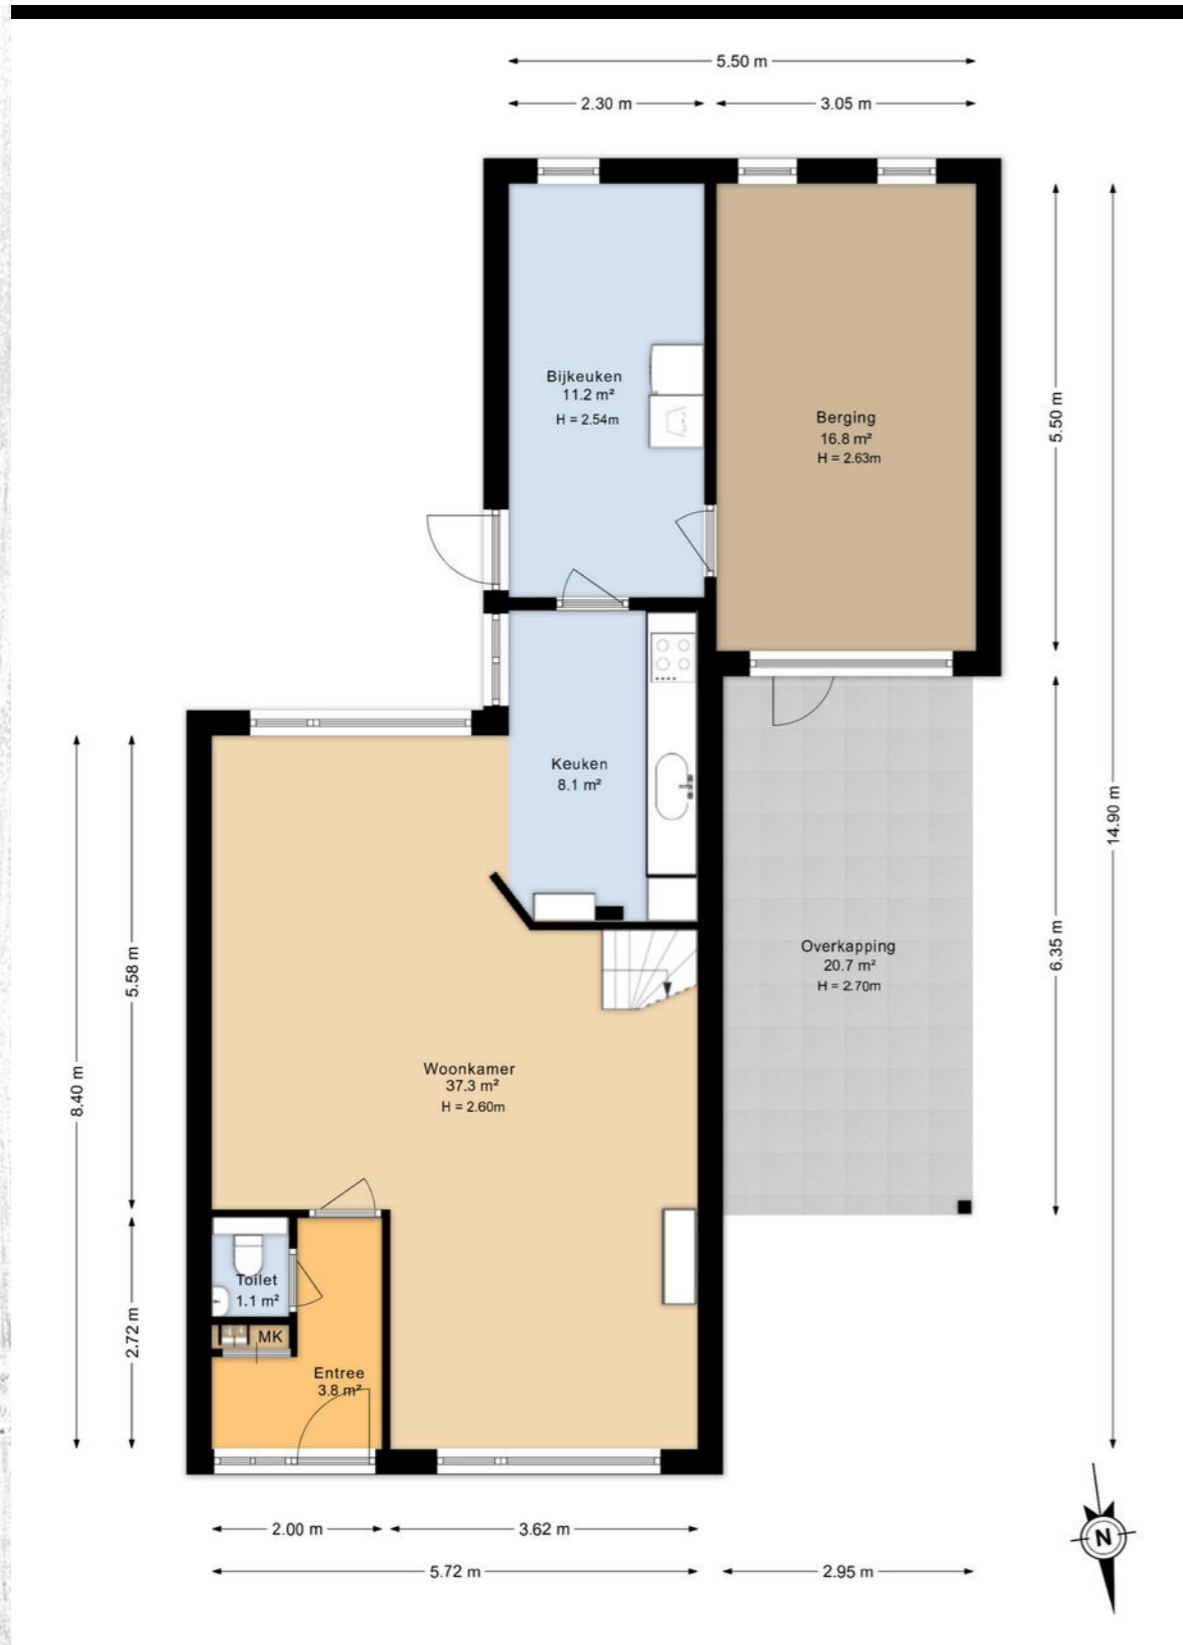 5.50 m
2.30 m
3.05 m
Bijkeuken
11.2 m²
H = 2.54m
Berging
16.8 m²
H = 2.63m
5.50 m
14.90 m
Keuken
8.1 m²
Overkapping
20.7 m²
H = 2.70m
6.35 m
5.58 m
8.40 m
Woonkamer
37.3 m²
H = 2.60m
Toilet
1.1 m²
MK
2.72 m
Entree
3.8 m²
2.00 m
3.62 m
5.72 m
2.95 m
N